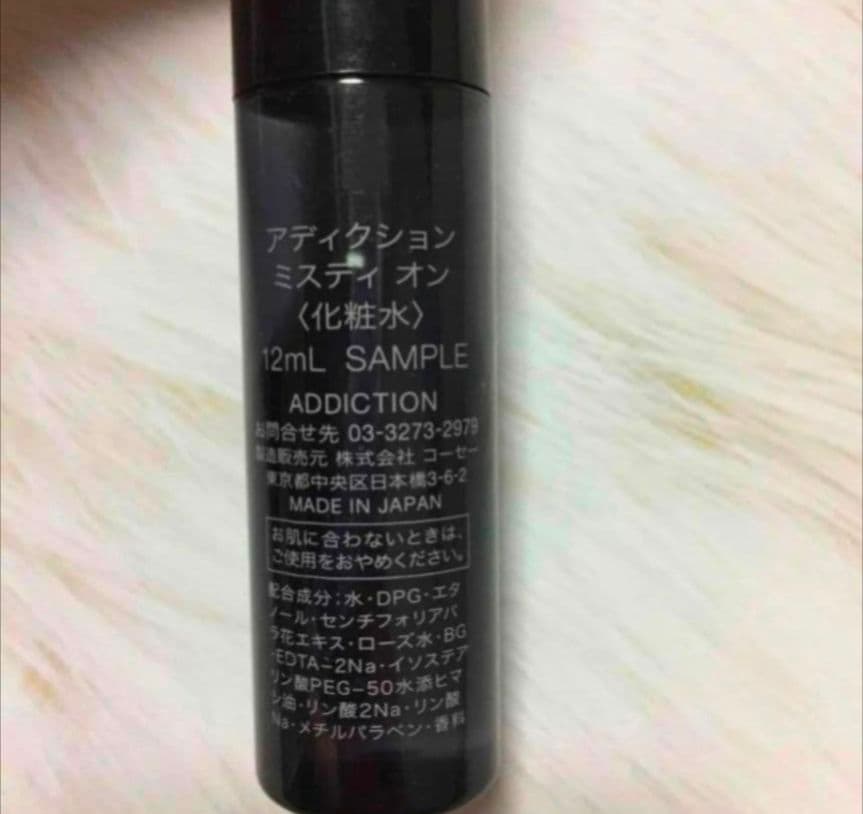 アディクション
ミスティ オン
〈化粧水〉
12mL SAMPLE
ADDICTION
お問合せ先 03-3273-2979
製造販売元 株式会社 コーセー
東京都中央区日本橋3-6-2
MADE IN JAPAN
お肌に合わないときは、
ご使用をおやめください。
配合成分：水・DPG・エタ
ノール・センチフォリアバ
ラ花エキス・ローズ水・BG
・EDTA-2Na・イソステア
リン酸PEG-50水添ヒマ
シ油・リン酸2Na・リン酸
Na・メチルパラベン・香料